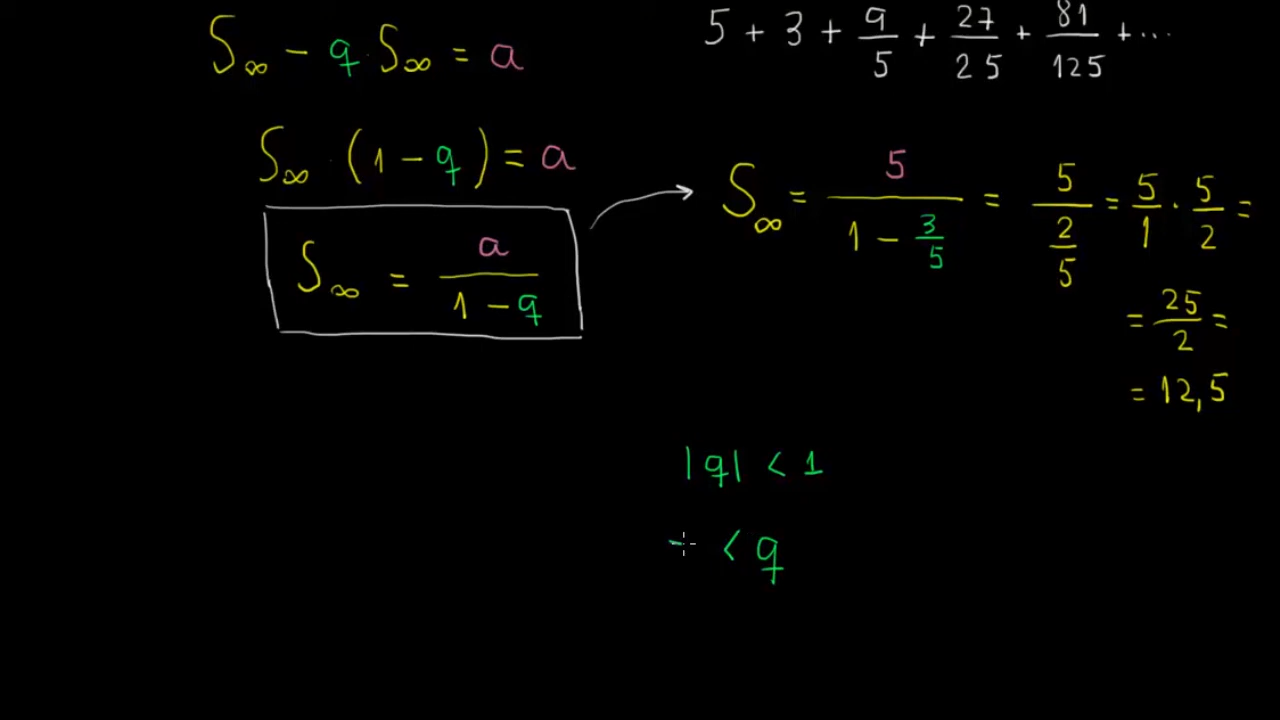 S∞ − q · S∞ = a
S∞ · (1 − q) = a
S∞ = a/(1 − q)
5 + 3 + 9/5 + 27/25 + 81/125 + ...
S∞ = 5/(1 − 3/5) = 5/(2/5) = 5/1 · 5/2 =
= 25/2 =
= 12,5
|q| < 1
− < q